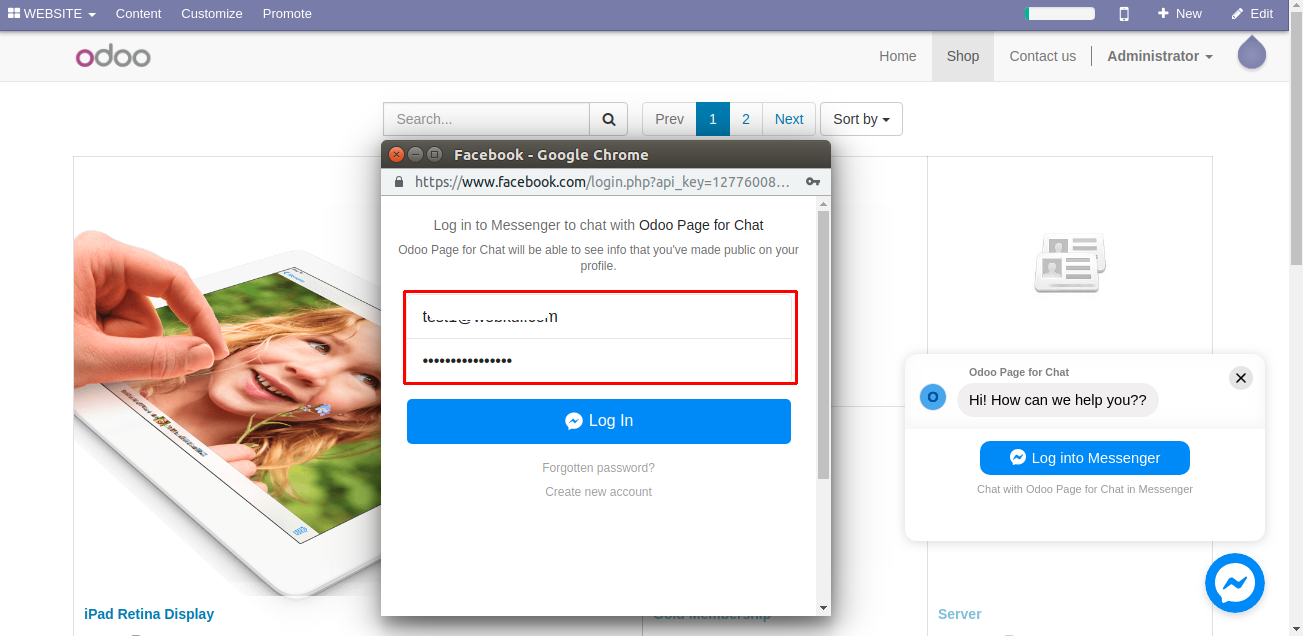 WEBSITE Content Customize Promote New Edit
odoo Home Shop Contact us Administrator
Search... Prev 1 2 Next Sort by
Facebook - Google Chrome
https://www.facebook.com/login.php?api_key=12776008...
Log in to Messenger to chat with Odoo Page for Chat
Odoo Page for Chat will be able to see info that you've made public on your
profile.
••••••••••••••••
Log In
Forgotten password?
Create new account
Odoo Page for Chat
O
Hi! How can we help you??
Log into Messenger
Chat with Odoo Page for Chat in Messenger
iPad Retina Display
Gold Membership
Server